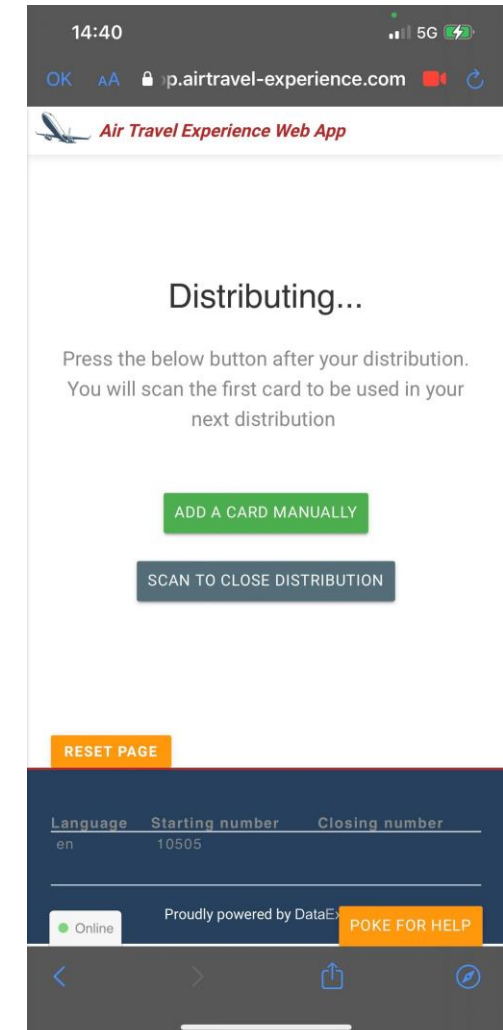 14:40
5G
OK AA p.airtravel-experience.com
Air Travel Experience Web App
Distributing...
Press the below button after your distribution.
You will scan the first card to be used in your
next distribution
ADD A CARD MANUALLY
SCAN TO CLOSE DISTRIBUTION
RESET PAGE
Language Starting number Closing number
en 10505
Proudly powered by DataEx
Online
POKE FOR HELP